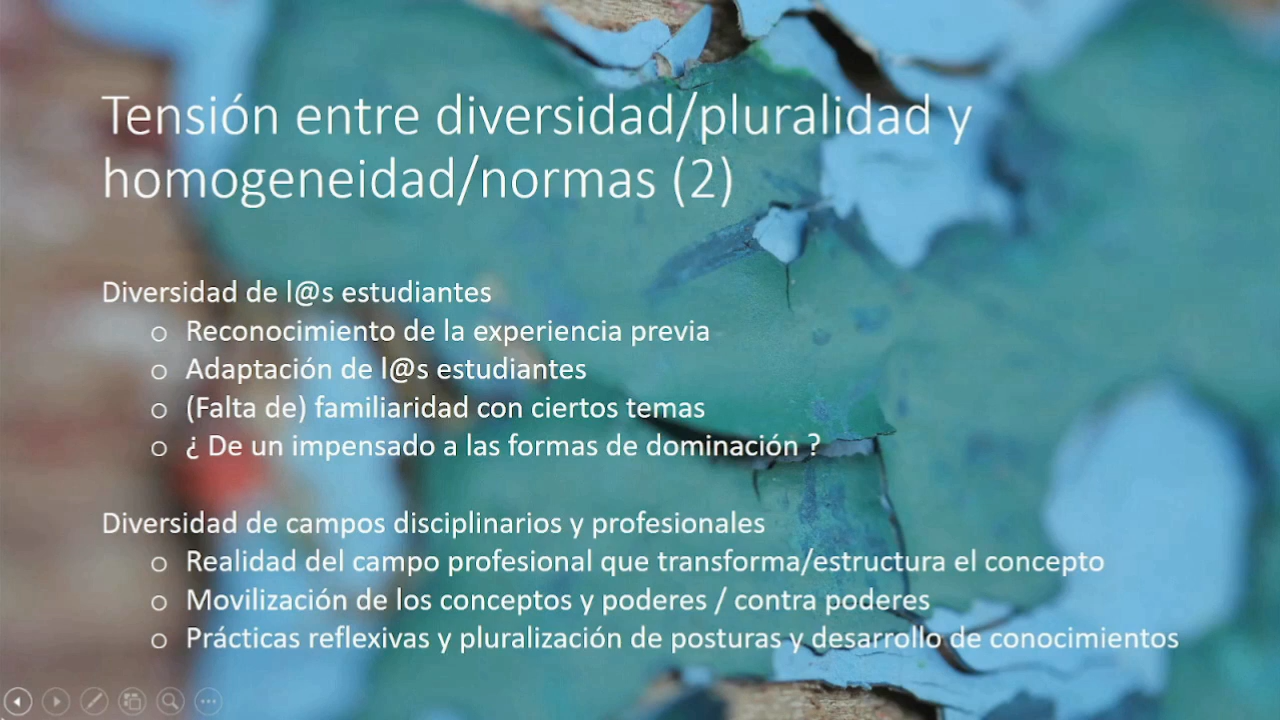 Tensión entre diversidad/pluralidad y
homogeneidad/normas (2)
Diversidad de l@s estudiantes
o Reconocimiento de la experiencia previa
o Adaptación de l@s estudiantes
o (Falta de) familiaridad con ciertos temas
o ¿ De un impensado a las formas de dominación ?
Diversidad de campos disciplinarios y profesionales
o Realidad del campo profesional que transforma/estructura el concepto
o Movilización de los conceptos y poderes / contra poderes
o Prácticas reflexivas y pluralización de posturas y desarrollo de conocimientos